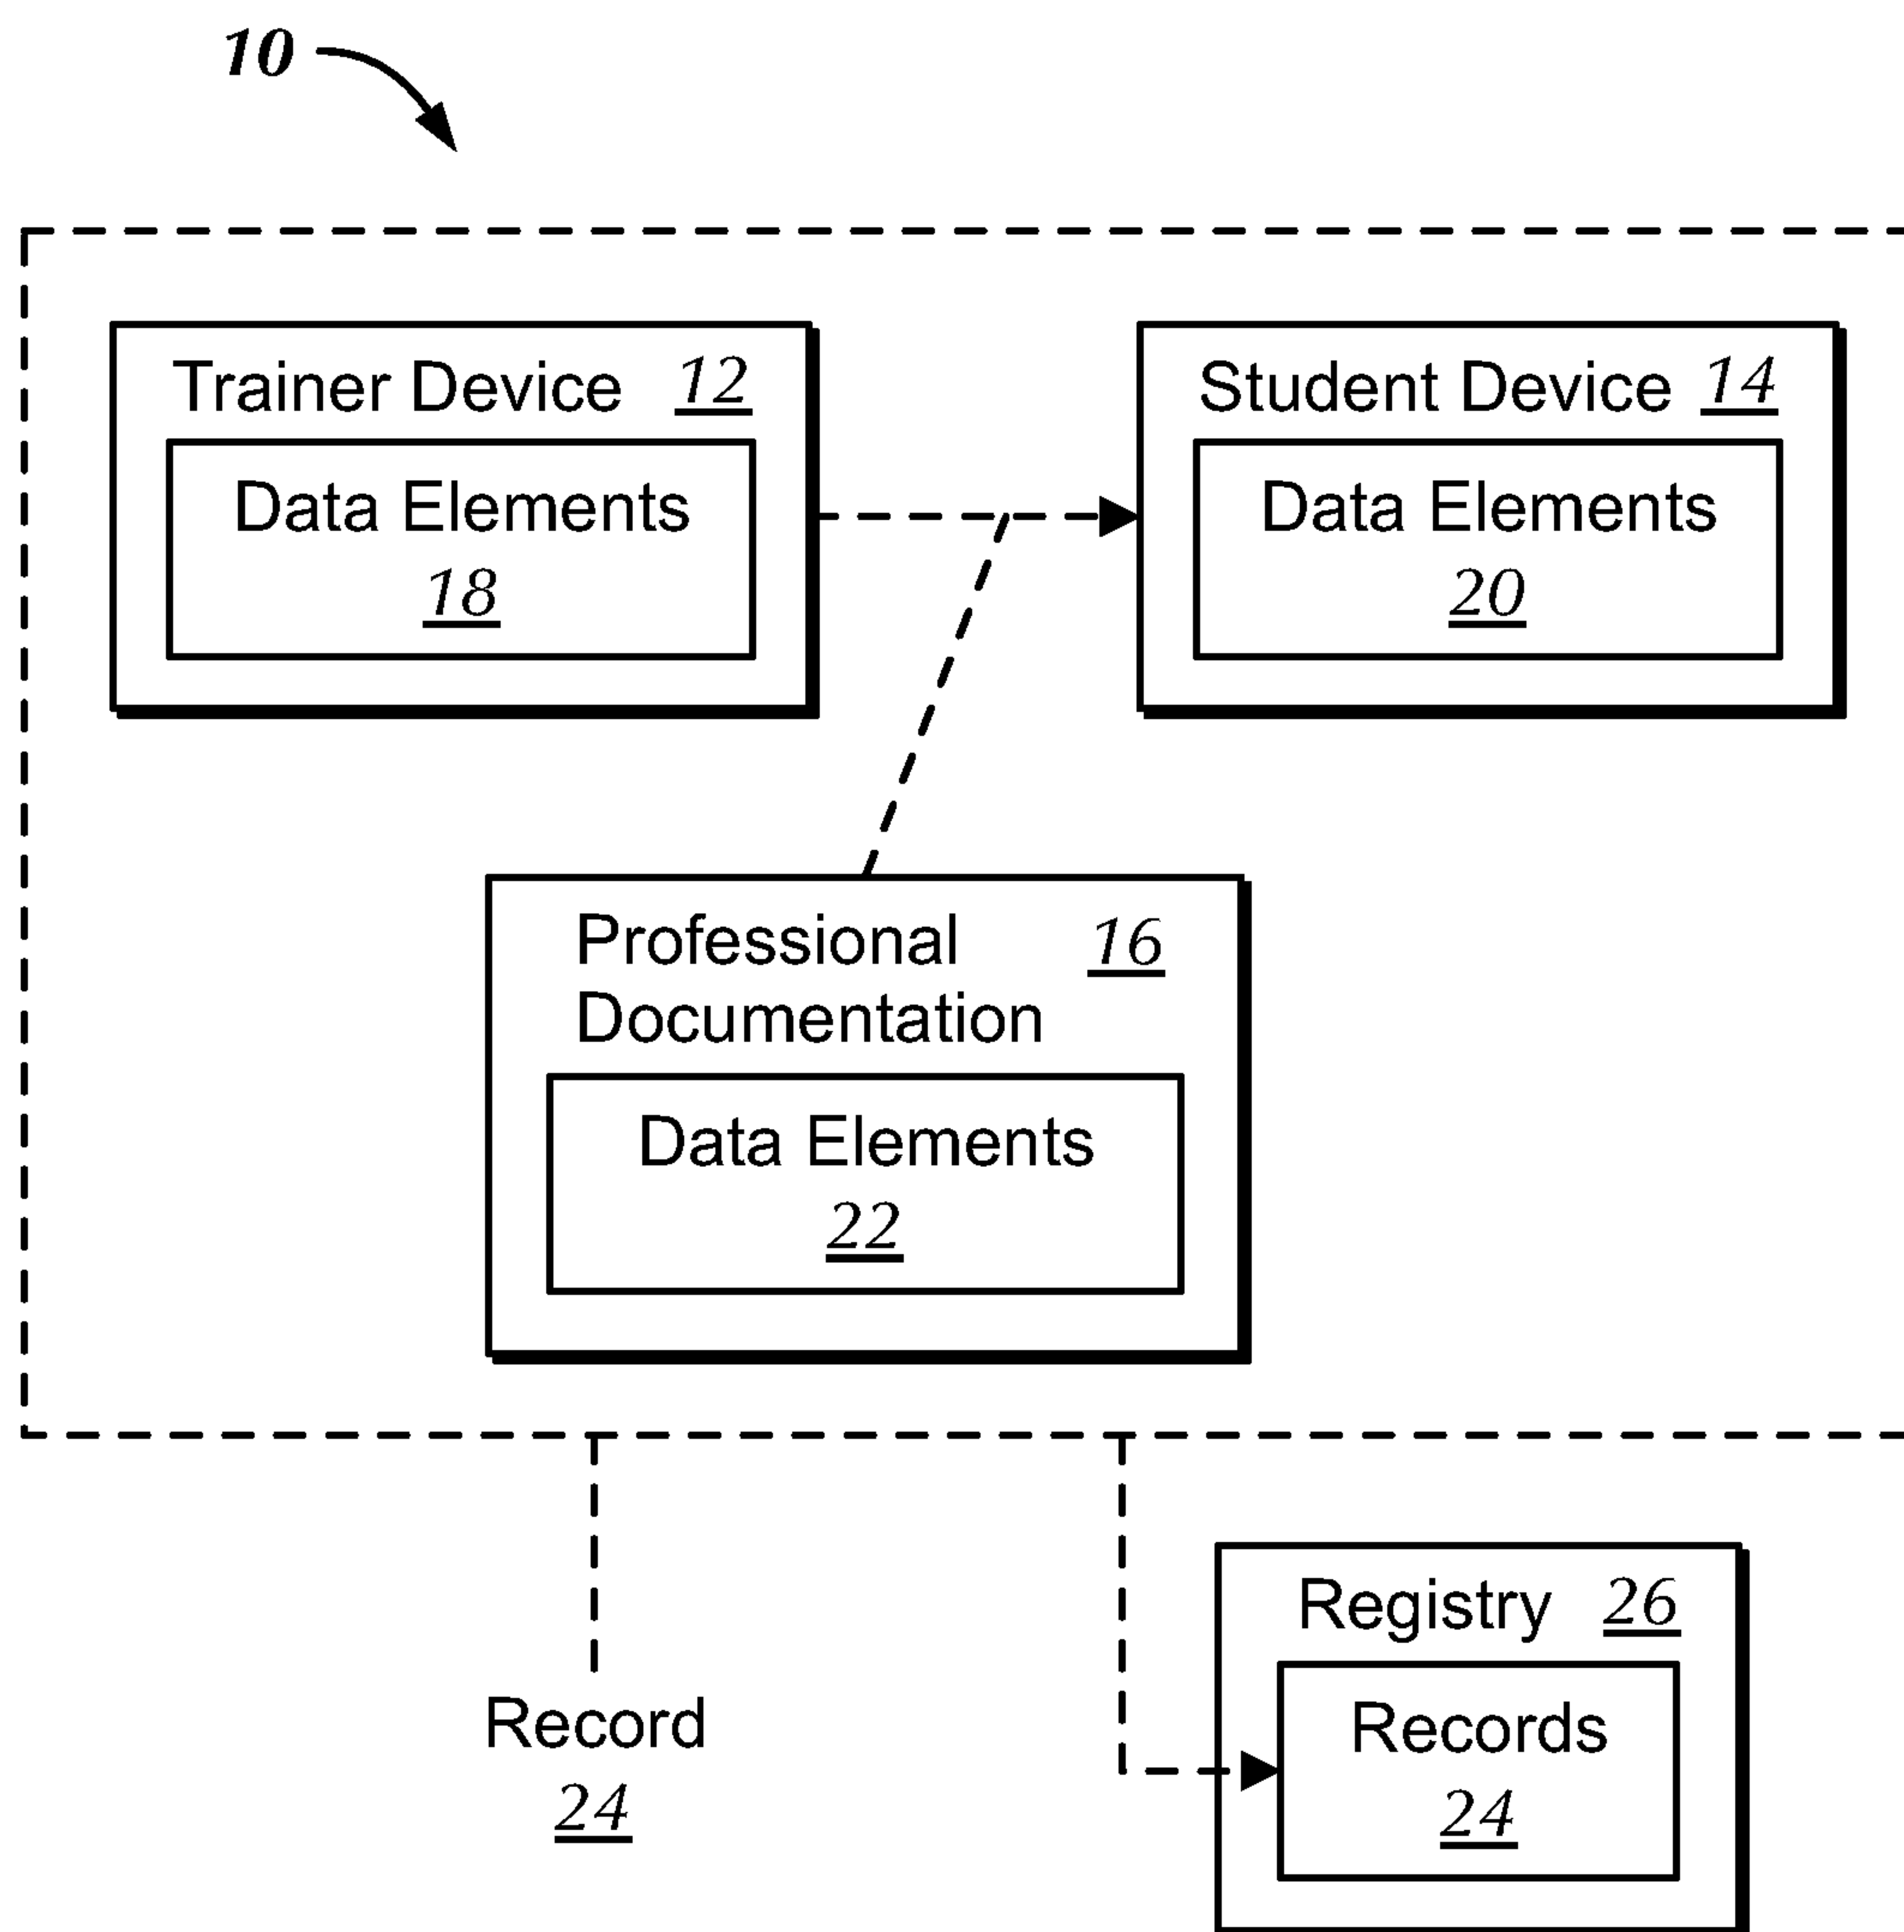 10
Trainer Device 12
Data Elements
18
Student Device 14
Data Elements
20
Professional 16
Documentation
Data Elements
22
Record
24
Registry 26
Records
24